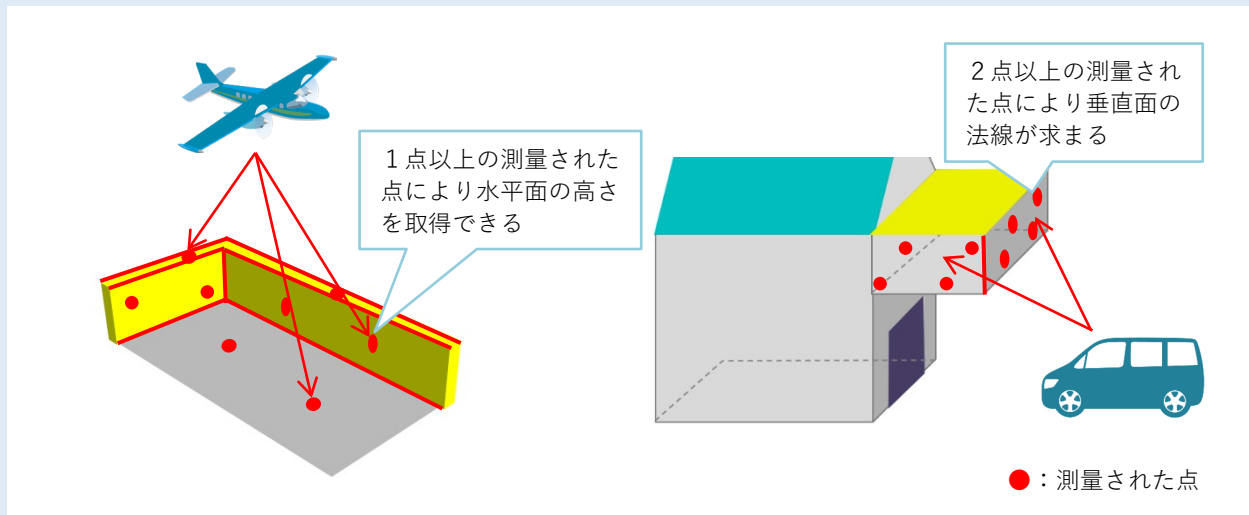 １点以上の測量された
点により水平面の高さ
を取得できる
２点以上の測量され
た点により垂直面の
法線が求まる
：測量された点